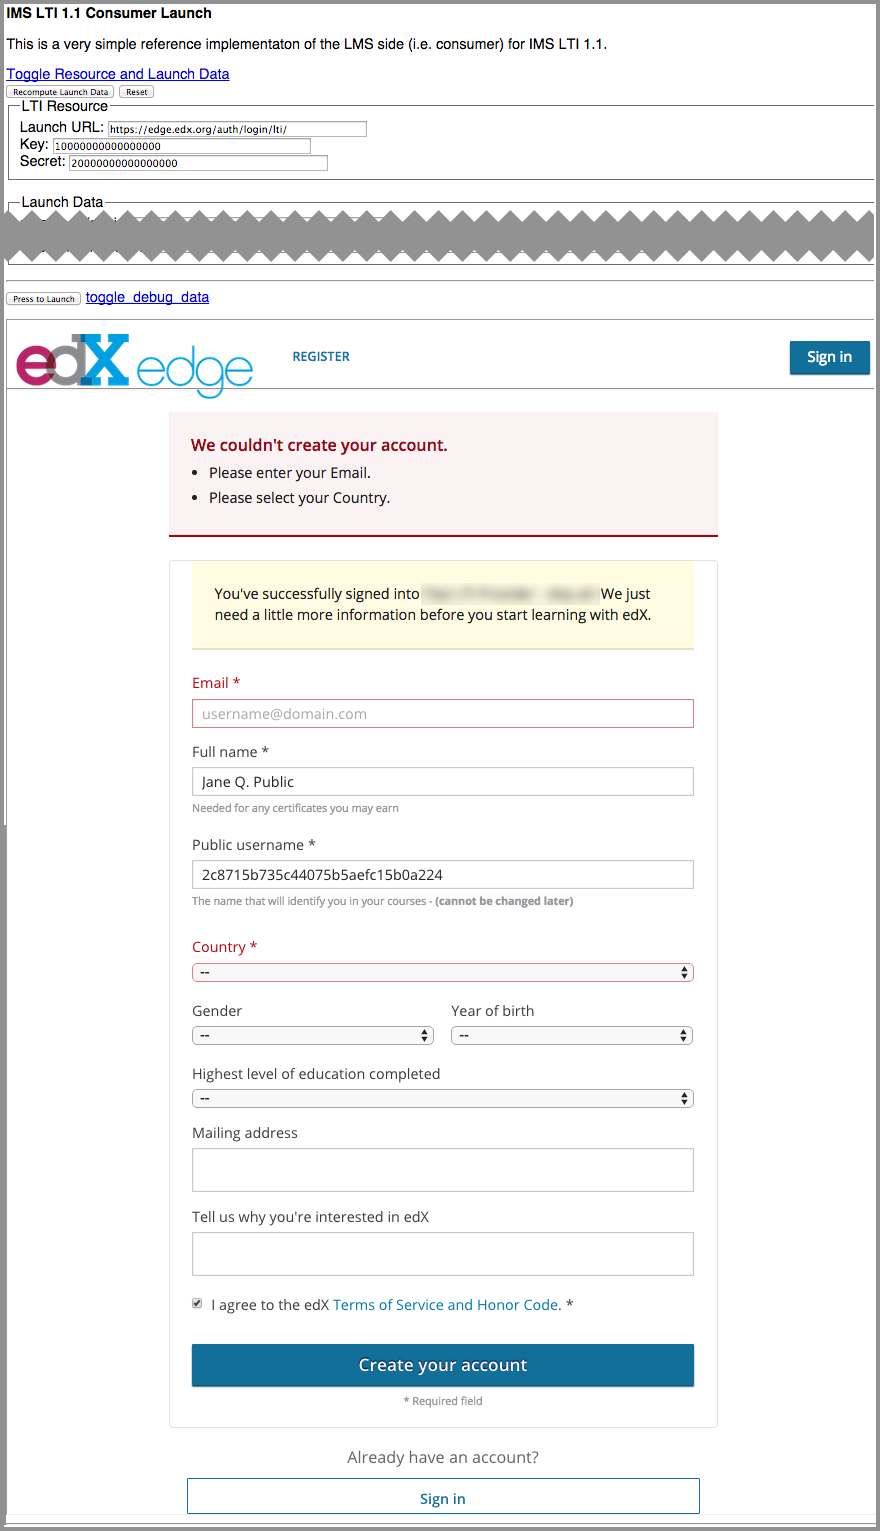 IMS LTI 1.1 Consumer Launch
This is a very simple reference implementaton of the LMS side (i.e. consumer) for IMS LTI 1.1.
Toggle Resource and Launch Data
Recompute Launch Data Reset
LTI Resource
Launch URL: https://edge.edx.org/auth/login/lti/
Key: 10000000000000000
Secret: 20000000000000000
Launch Data
Press to Launch toggle_debug_data
edX edge REGISTER Sign in
We couldn't create your account.
• Please enter your Email.
• Please select your Country.
You've successfully signed into We just
need a little more information before you start learning with edX.
Email *
username@domain.com
Full name *
Jane Q. Public
Needed for any certificates you may earn
Public username *
2c8715b735c44075b5aefc15b0a224
The name that will identify you in your courses - (cannot be changed later)
Country *
--
Gender Year of birth
-- --
Highest level of education completed
--
Mailing address
Tell us why you're interested in edX
I agree to the edX Terms of Service and Honor Code. *
Create your account
* Required field
Already have an account?
Sign in